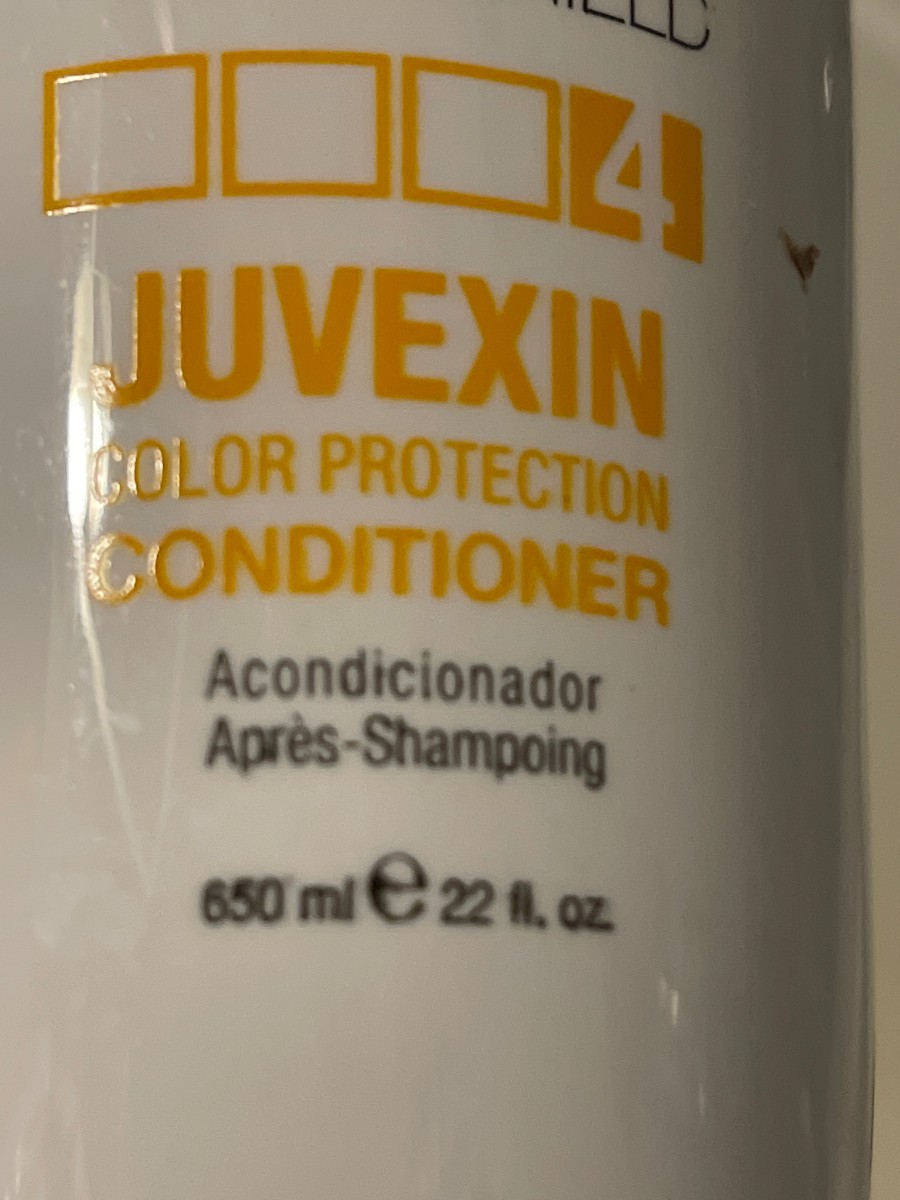 4
JUVEXIN
COLOR PROTECTION
CONDITIONER
Acondicionador
Après-Shampoing
650 ml e 22 fl. oz.